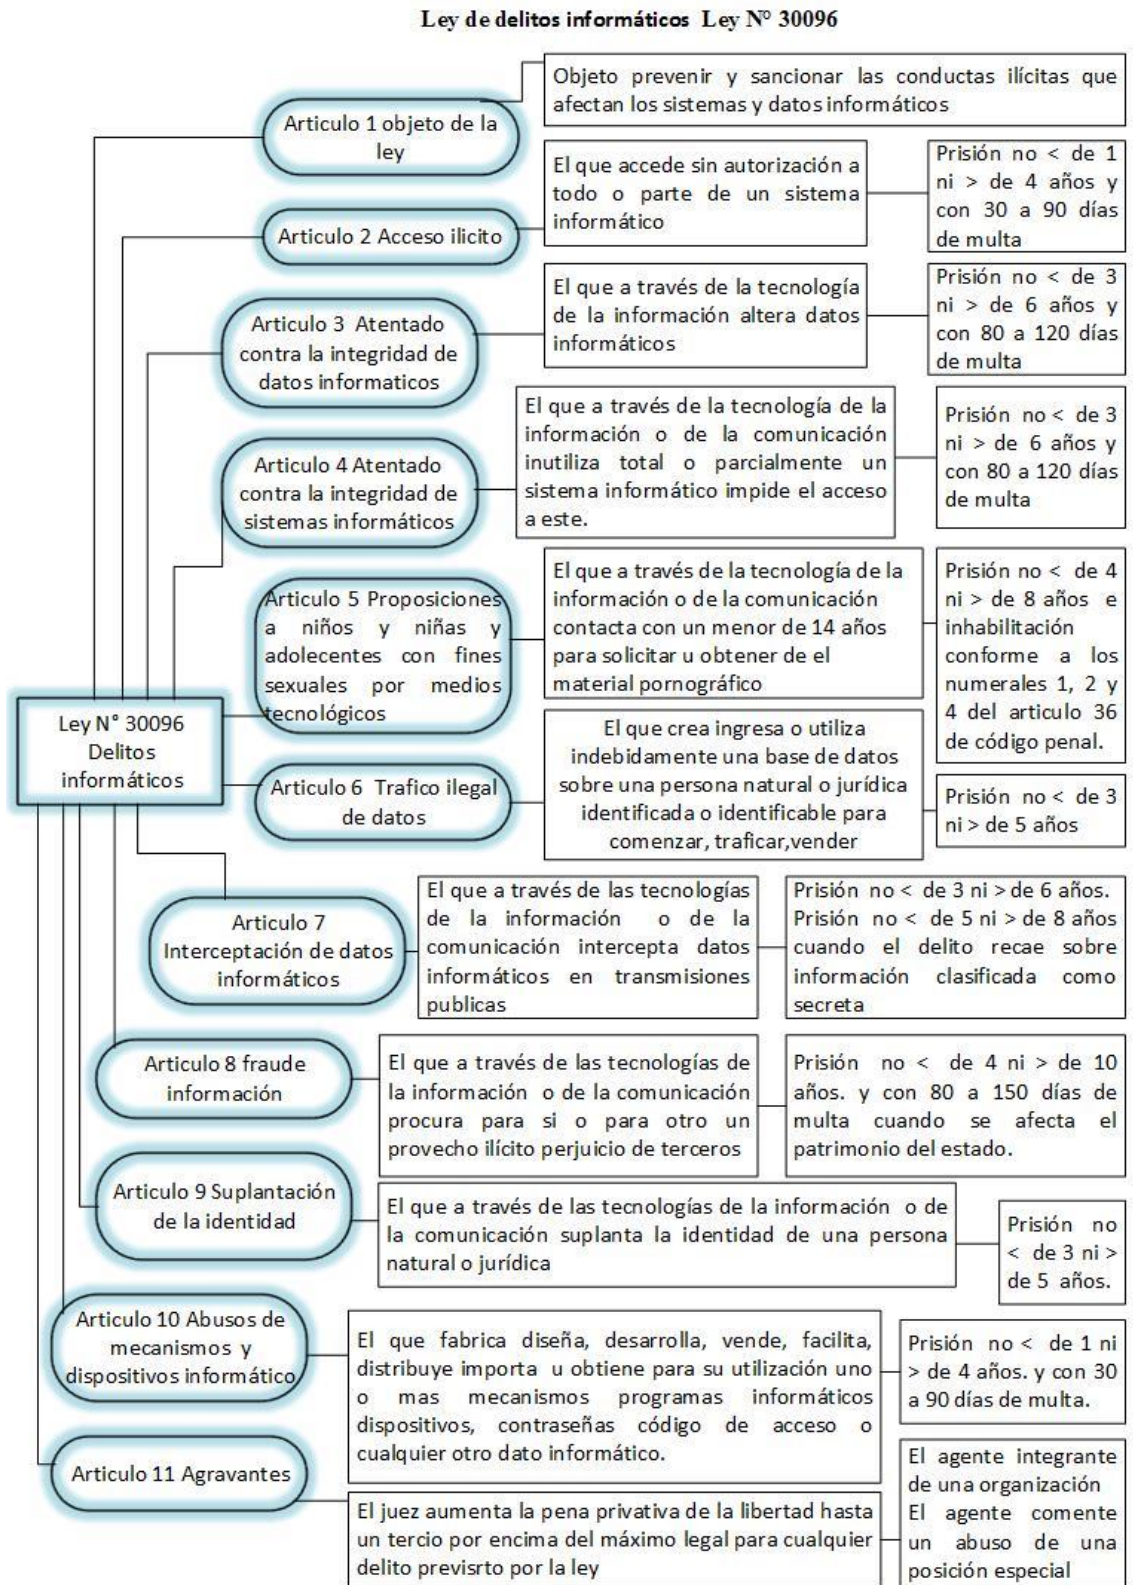 Ley de delitos informáticos Ley Nº 30096
Objeto prevenir y sancionar las conductas ilícitas que
afectan los sistemas y datos informáticos
Articulo 1 objeto de la
ley
El que accede sin autorización a
todo o parte de un sistema
informático
Prisión no < de 1
ni > de 4 años y
con 30 a 90 días
de multa
Articulo 2 Acceso ilicito
El que a través de la tecnología
de la información altera datos
informáticos
Prisión no < de 3
ni > de 6 años y
con 80 a 120 días
de multa
Articulo 3 Atentado
contra la integridad de
datos informaticos
El que a través de la tecnología de la
información o de la comunicación
inutiliza total o parcialmente un
sistema informático impide el acceso
a este.
Prisión no < de 3
ni > de 6 años y
con 80 a 120 días
de multa
Articulo 4 Atentado
contra la integridad de
sistemas informáticos
El que a través de la tecnología de la
información o de la comunicación
contacta con un menor de 14 años
para solicitar u obtener de el
material pornográfico
Prisión no < de 4
ni > de 8 años e
inhabilitación
conforme a los
numerales 1, 2 y
4 del articulo 36
de código penal.
Articulo 5 Proposiciones
a niños y niñas y
adolecentes con fines
sexuales por medios
tecnológicos
Ley N° 30096
Delitos
informáticos
El que crea ingresa o utiliza
indebidamente una base de datos
sobre una persona natural o jurídica
identificada o identificable para
comenzar, traficar,vender
Articulo 6 Trafico ilegal
de datos
Prisión no < de 3
ni > de 5 años
El que a través de las tecnologías
de la información o de la
comunicación intercepta datos
informáticos en transmisiones
publicas
Prisión no < de 3 ni > de 6 años.
Prisión no < de 5 ni > de 8 años
cuando el delito recae sobre
información clasificada como
secreta
Articulo 7
Interceptación de datos
informáticos
Articulo 8 fraude
información
El que a través de las tecnologías de
la información o de la comunicación
procura para si o para otro un
provecho ilícito perjuicio de terceros
Prisión no < de 4 ni > de 10
años. y con 80 a 150 días de
multa cuando se afecta el
patrimonio del estado.
Articulo 9 Suplantación
de la identidad
El que a través de las tecnologías de la información o de
la comunicación suplanta la identidad de una persona
natural o jurídica
Prisión no
< de 3 ni >
de 5 años.
Articulo 10 Abusos de
mecanismos y
dispositivos informático
El que fabrica diseña, desarrolla, vende, facilita,
distribuye importa u obtiene para su utilización uno
o mas mecanismos programas informáticos
dispositivos, contraseñas código de acceso o
cualquier otro dato informático.
Prisión no < de 1 ni
> de 4 años. y con 30
a 90 días de multa.
Articulo 11 Agravantes
El juez aumenta la pena privativa de la libertad hasta
un tercio por encima del máximo legal para cualquier
delito previsrto por la ley
El agente integrante
de una organización
El agente comente
un abuso de una
posición especial